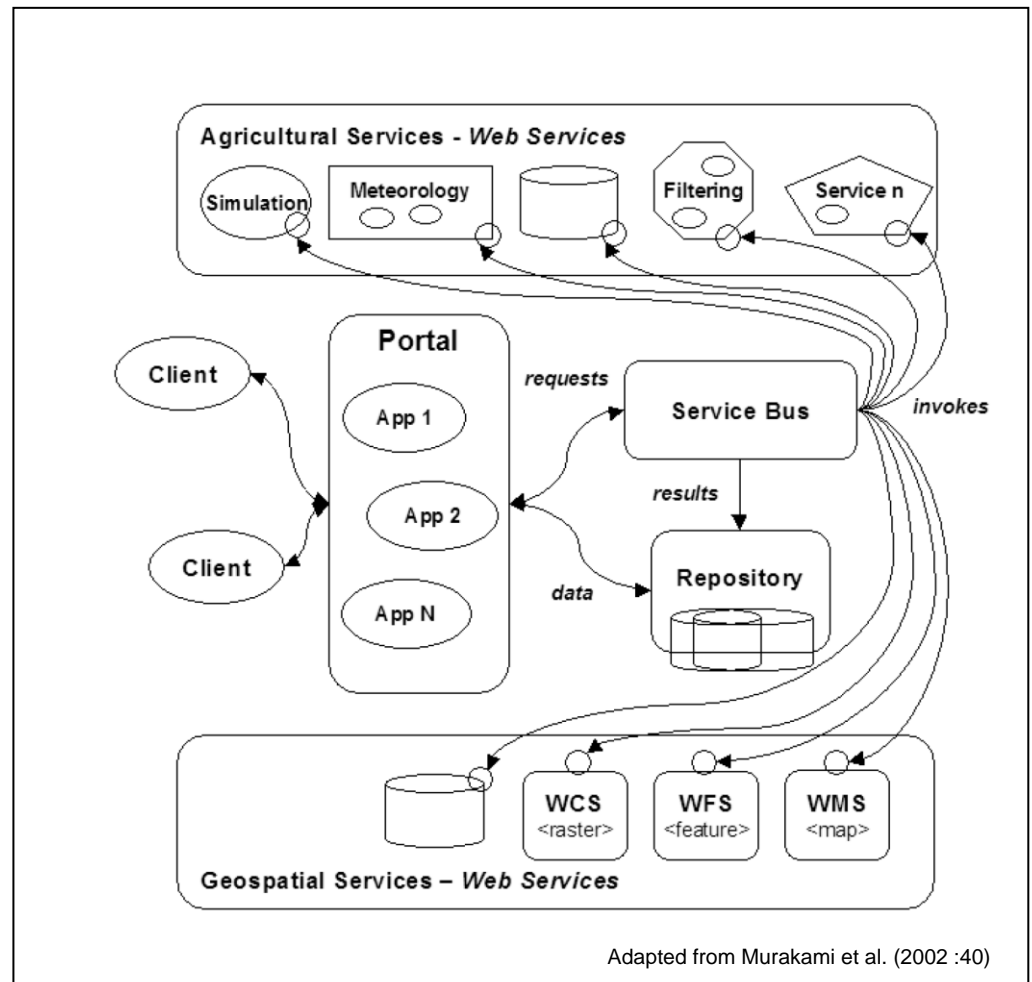 Agricultural Services - Web Services
Simulation
Meteorology
Filtering
Service n
Portal
Client
App 1
requests
Service Bus
invokes
App 2
results
Client
Repository
data
App N
WCS
<raster>
WFS
<feature>
WMS
<map>
Geospatial Services – Web Services
Adapted from Murakami et al. (2002 :40)